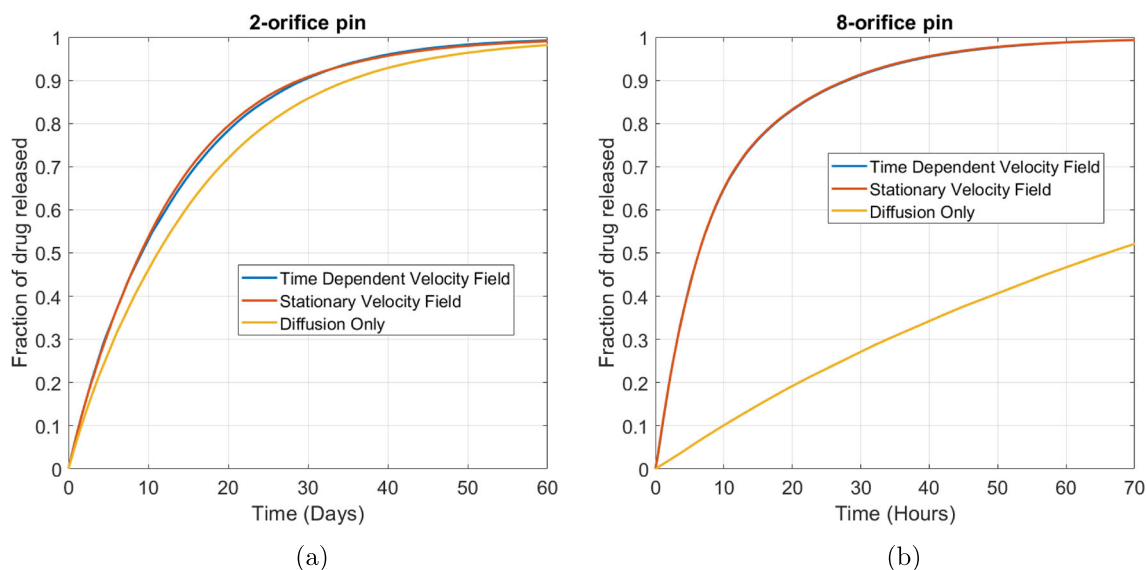 2-orifice pin
Fraction of drug released
1
0.9
0.8
0.7
0.6
0.5
0.4
0.3
0.2
0.1
0
Time Dependent Velocity Field
Stationary Velocity Field
Diffusion Only
0 10 20 30 40 50 60
Time (Days)
(a)
8-orifice pin
Fraction of drug released
1
0.9
0.8
0.7
0.6
0.5
0.4
0.3
0.2
0.1
0
Time Dependent Velocity Field
Stationary Velocity Field
Diffusion Only
0 10 20 30 40 50 60 70
Time (Hours)
(b)